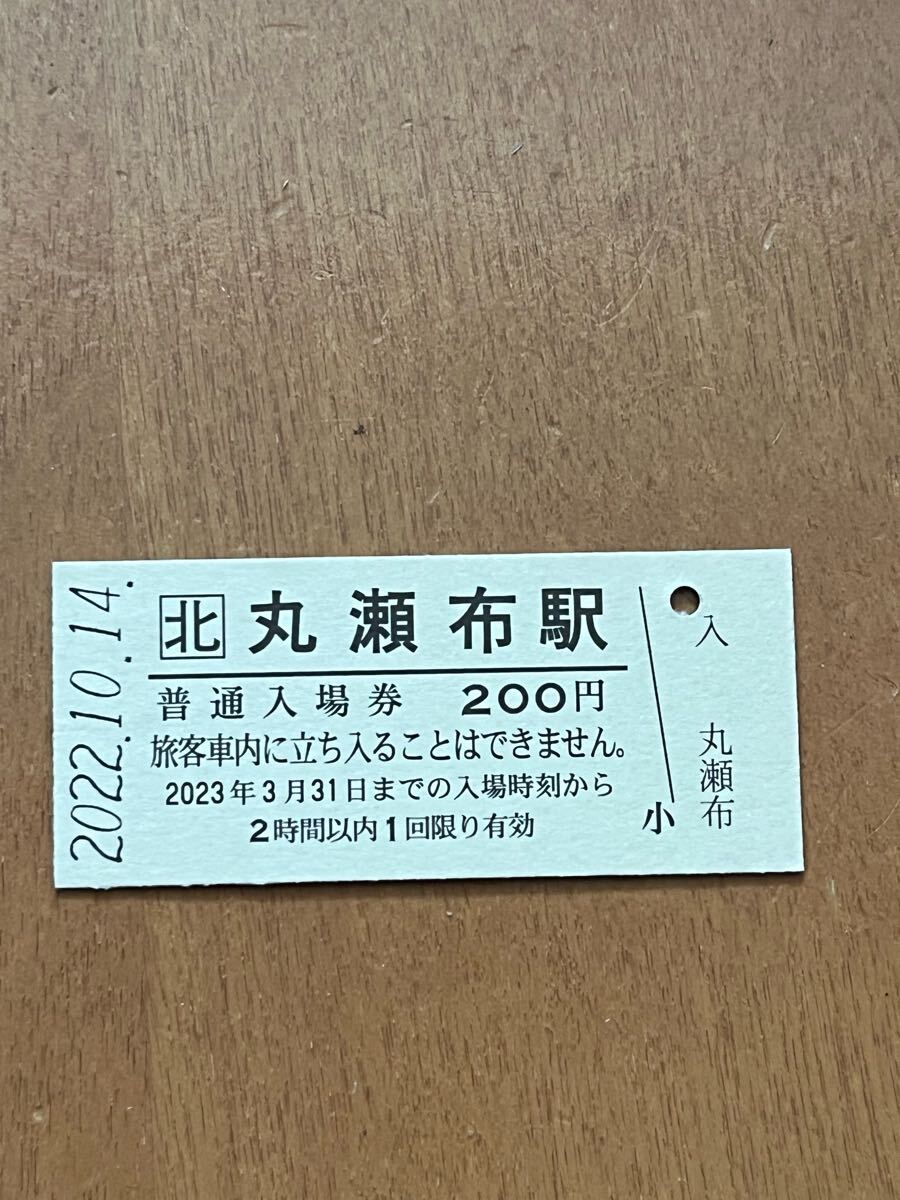 2022.10.14.
北 丸瀬布駅
普通入場券 200円
旅客車内に立ち入ることはできません。
2023年3月31日までの入場時刻から
2時間以内1回限り有効
小
入
丸瀬布